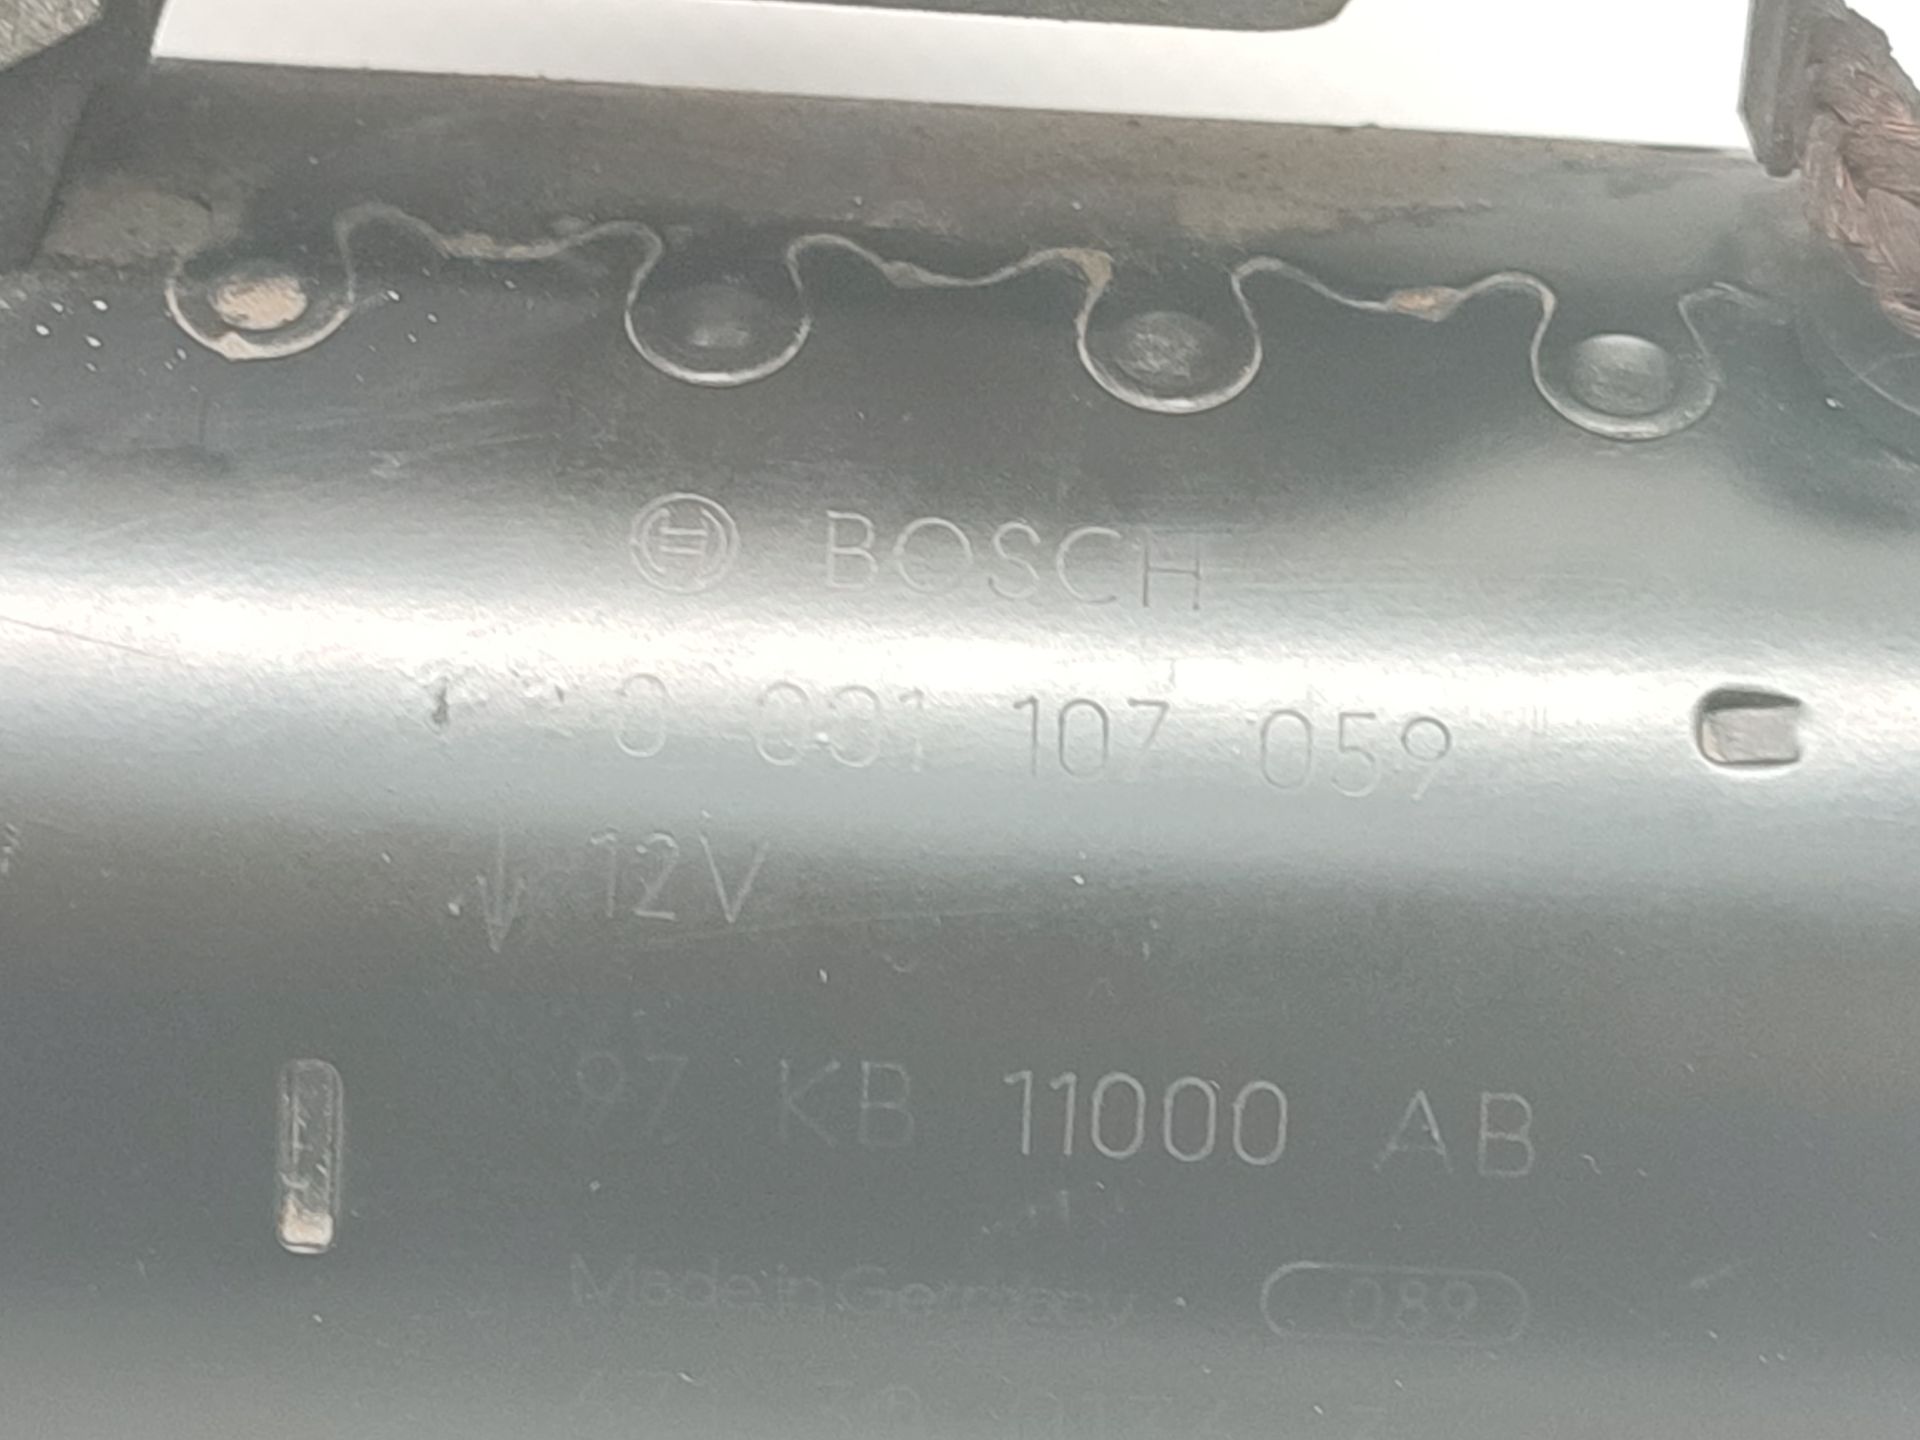 BOSCH
0 001 107 059
12V
97 KB 11000 AB
Made in Germany 089